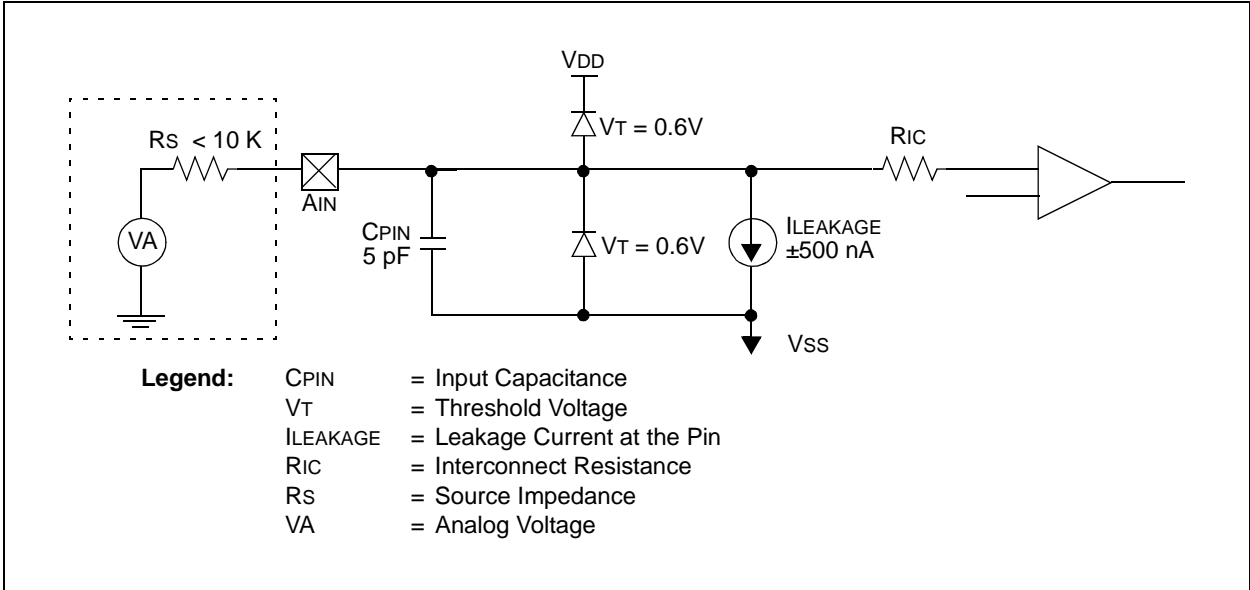 VDD
VT = 0.6V
RS < 10 K
RIC
AIN
CPIN
5 pF
VA
VT = 0.6V
ILEAKAGE
±500 nA
VSS
Legend: CPIN = Input Capacitance
VT = Threshold Voltage
ILEAKAGE = Leakage Current at the Pin
RIC = Interconnect Resistance
RS = Source Impedance
VA = Analog Voltage